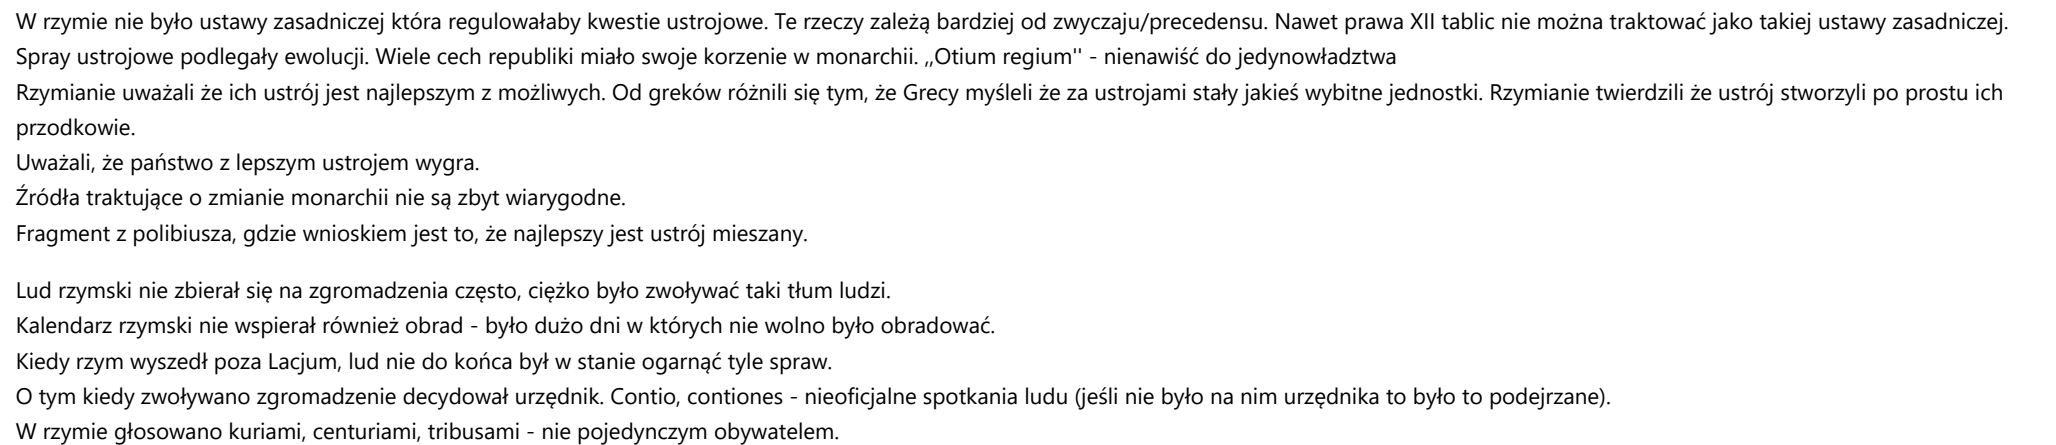 W rzymie nie było ustawy zasadniczej która regulowałaby kwestie ustrojowe. Te rzeczy zależą bardziej od zwyczaju/precedensu. Nawet prawa XII tablic nie można traktować jako takiej ustawy zasadniczej.
Spray ustrojowe podlegały ewolucji. Wiele cech republiki miało swoje korzenie w monarchii. ,,Otium regium'' - nienawiść do jedynowładztwa
Rzymianie uważali że ich ustrój jest najlepszym z możliwych. Od greków różnili się tym, że Grecy myśleli że za ustrojami stały jakieś wybitne jednostki. Rzymianie twierdzili że ustrój stworzyli po prostu ich
przodkowie.
Uważali, że państwo z lepszym ustrojem wygra.
Źródła traktujące o zmianie monarchii nie są zbyt wiarygodne.
Fragment z polibiusza, gdzie wnioskiem jest to, że najlepszy jest ustrój mieszany.
Lud rzymski nie zbierał się na zgromadzenia często, ciężko było zwoływać taki tłum ludzi.
Kalendarz rzymski nie wspierał również obrad - było dużo dni w których nie wolno było obradować.
Kiedy rzym wyszedł poza Lacjum, lud nie do końca był w stanie ogarnąć tyle spraw.
O tym kiedy zwoływano zgromadzenie decydował urzędnik. Contio, contiones - nieoficjalne spotkania ludu (jeśli nie było na nim urzędnika to było to podejrzane).
W rzymie głosowano kuriami, centuriami, tribusami - nie pojedynczym obywatelem.